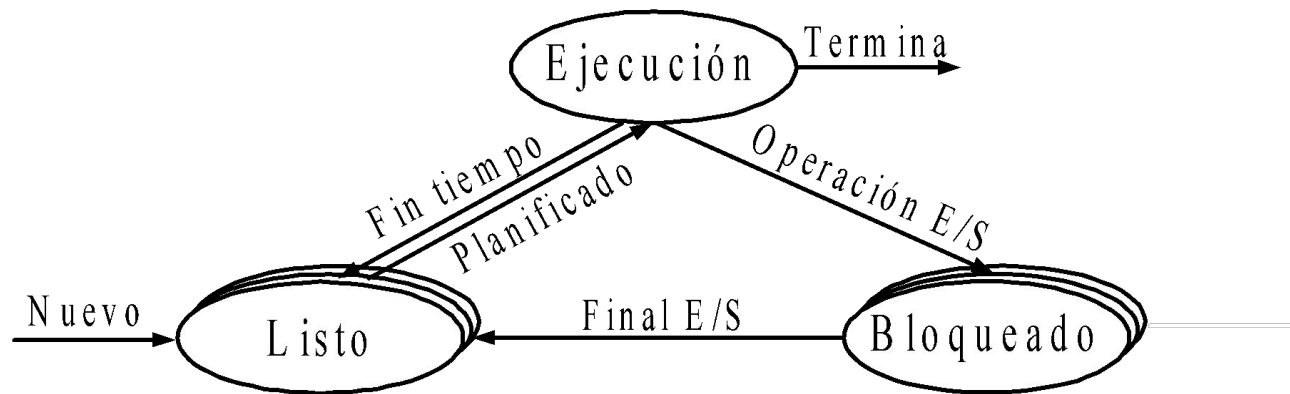 Ejecución
Termina
Fin tiempo
Planificado
Operación E/S
Nuevo
Listo
Final E/S
Bloqueado